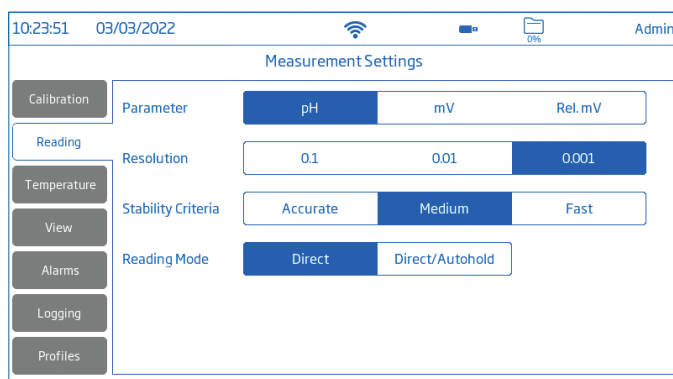 10:23:51 03/03/2022 0% Admin
Measurement Settings
Calibration
Reading
Temperature
View
Alarms
Logging
Profiles
Parameter pH mV Rel. mV
Resolution 0.1 0.01 0.001
Stability Criteria Accurate Medium Fast
Reading Mode Direct Direct/Autohold